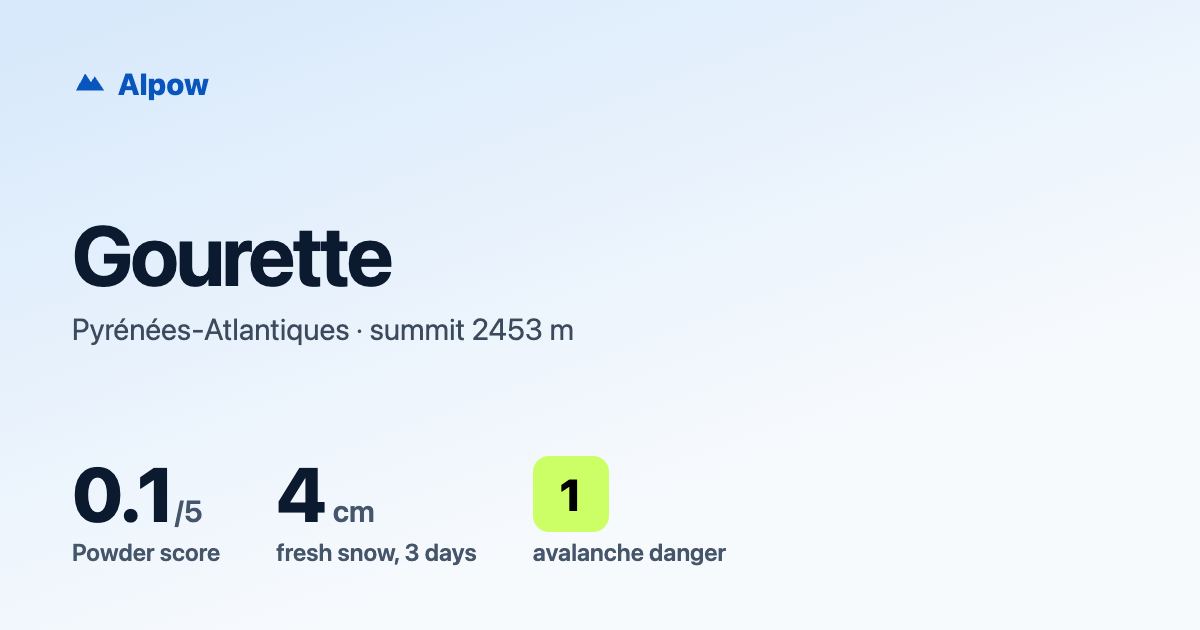 Alpow
Gourette
Pyrénées-Atlantiques · summit 2453 m
0.1/5
4 cm
1
Powder score
fresh snow, 3 days
avalanche danger